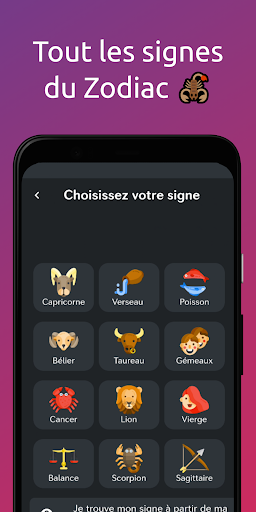 Tout les signes
du Zodiac
Choisissez votre signe
Capricorne Verseau Poisson
Bélier Taureau Gémeaux
Cancer Lion Vierge
Balance Scorpion Sagittaire
Je trouve mon signe à partir de ma